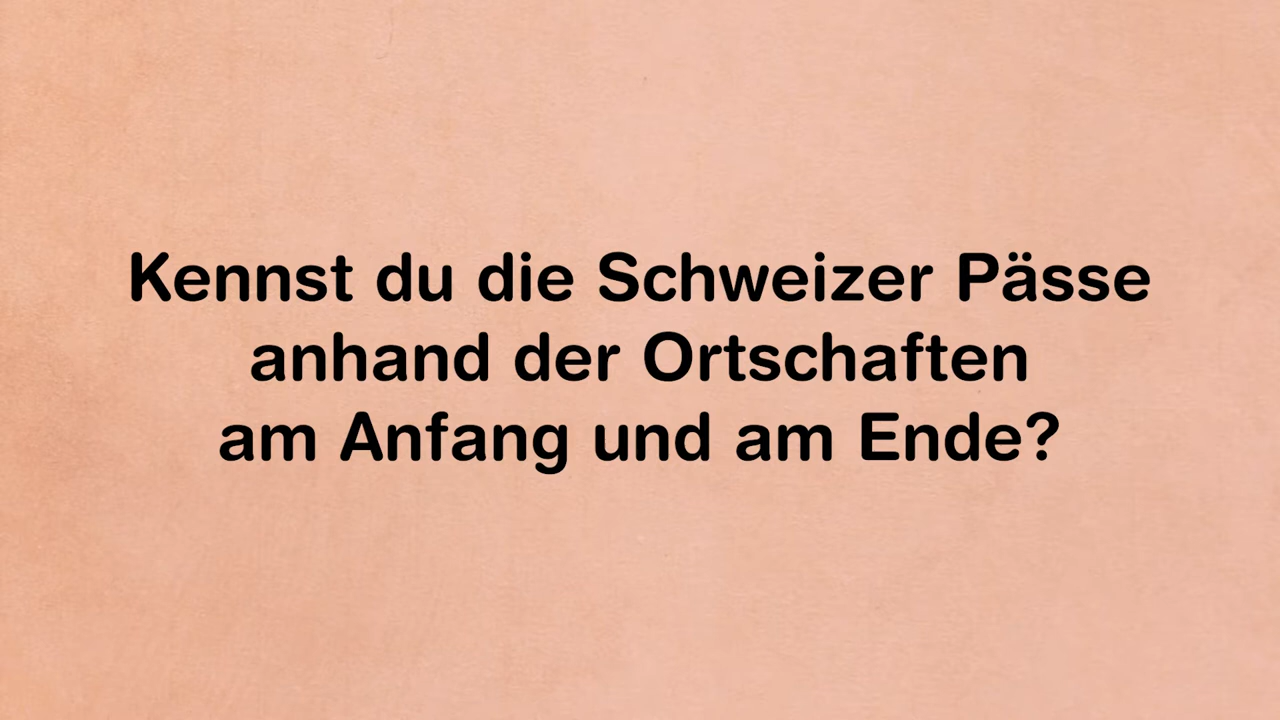 Kennst du die Schweizer Pässe
anhand der Ortschaften
am Anfang und am Ende?